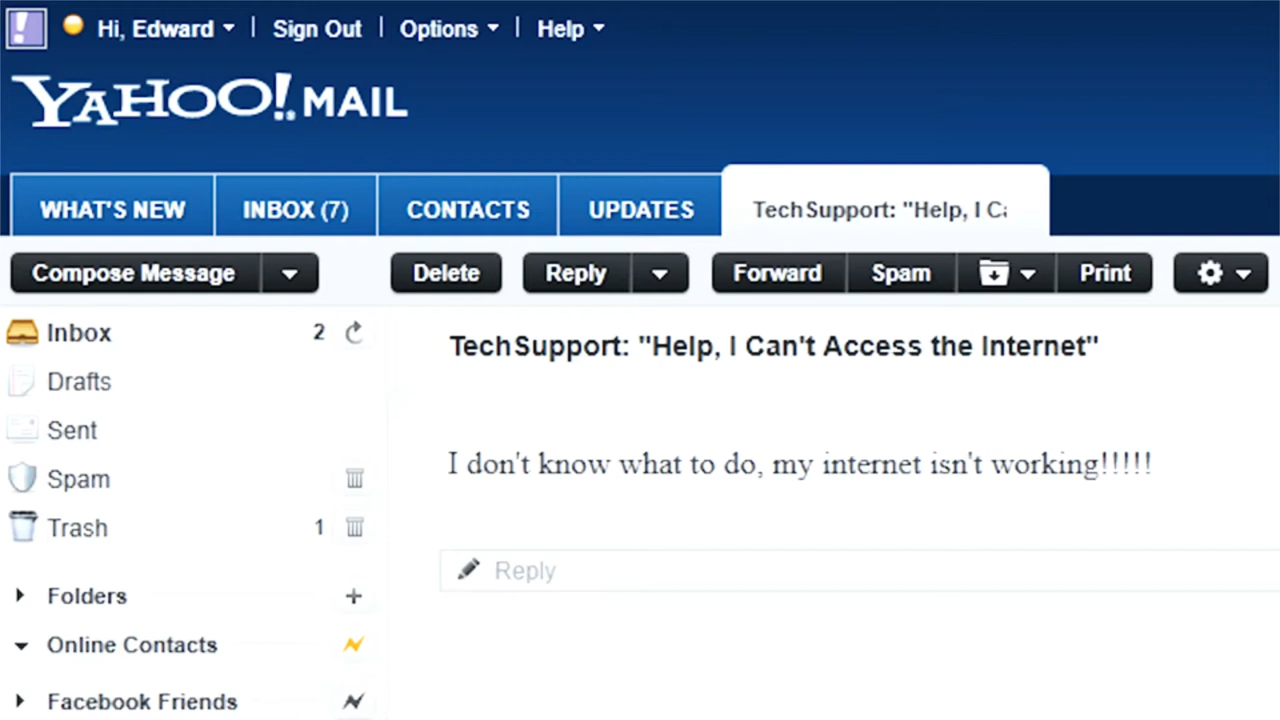 Hi, Edward | Sign Out | Options | Help
YAHOO! MAIL
WHAT'S NEW INBOX (7) CONTACTS UPDATES TechSupport: "Help, I Ca
Compose Message Delete Reply Forward Spam Print
Inbox 2
Drafts
Sent
Spam
Trash 1
Folders +
Online Contacts
Facebook Friends
TechSupport: "Help, I Can't Access the Internet"
I don't know what to do, my internet isn't working!!!!!
Reply